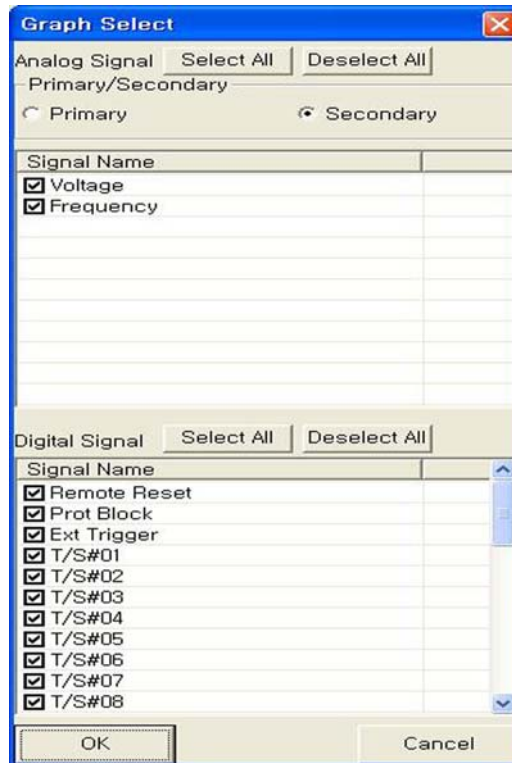 Graph Select
Analog Signal Select All Deselect All
Primary/Secondary
Primary Secondary
Signal Name
Voltage
Frequency
Digital Signal Select All Deselect All
Signal Name
Remote Reset
Prot Block
Ext Trigger
T/S#01
T/S#02
T/S#03
T/S#04
T/S#05
T/S#06
T/S#07
T/S#08
OK Cancel